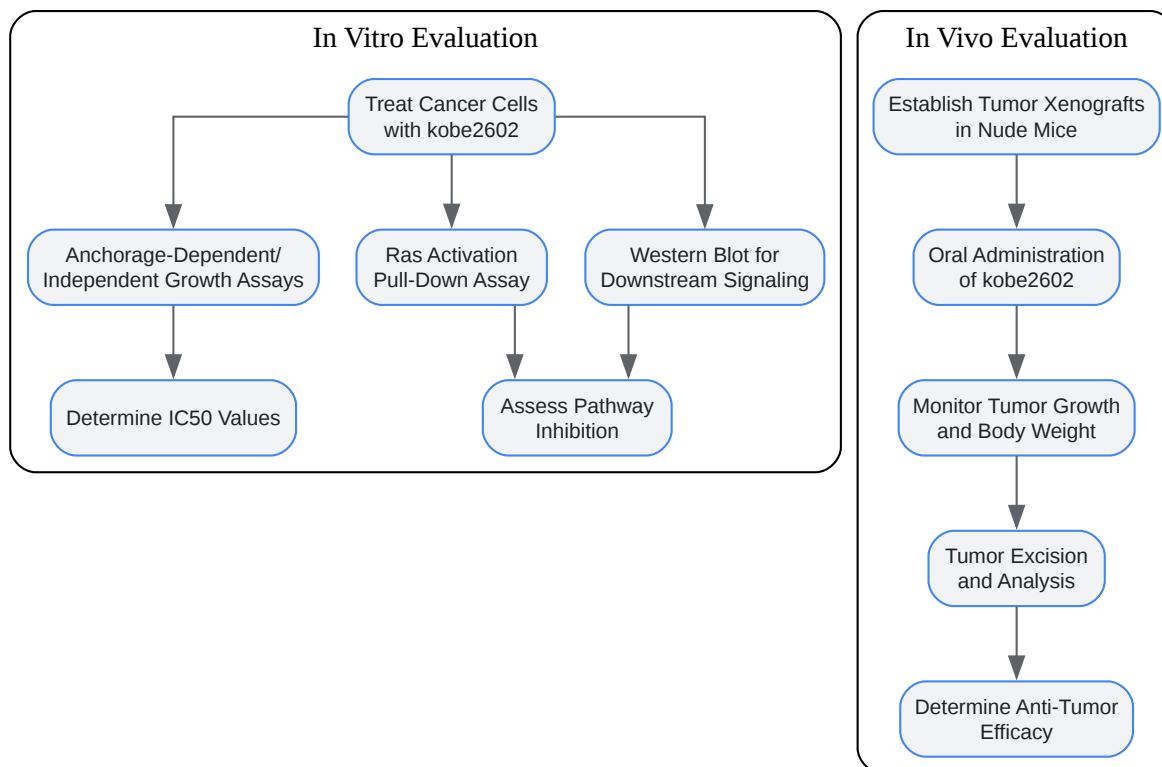 In Vitro Evaluation
Treat Cancer Cells
with kobe2602
Anchorage-Dependent/
Independent Growth Assays
Ras Activation
Pull-Down Assay
Western Blot for
Downstream Signaling
Determine IC50 Values
Assess Pathway
Inhibition
In Vivo Evaluation
Establish Tumor Xenografts
in Nude Mice
Oral Administration
of kobe2602
Monitor Tumor Growth
and Body Weight
Tumor Excision
and Analysis
Determine Anti-Tumor
Efficacy